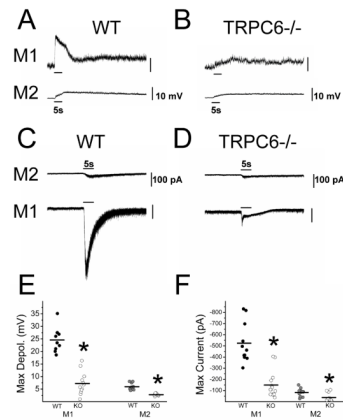 A WT B TRPC6-/-
M1
M2
10 mV 10 mV
5s 5s
C WT D TRPC6-/-
5s 5s
M2
100 pA 100 pA
M1
E F
Max Depol. (mV)
35
30
25
20
15
10
5
* *
WT KO WT KO
M1 M2
Max Current (pA)
-800
-700
-600
-500
-400
-300
-200
-100
* *
WT KO WT KO
M1 M2